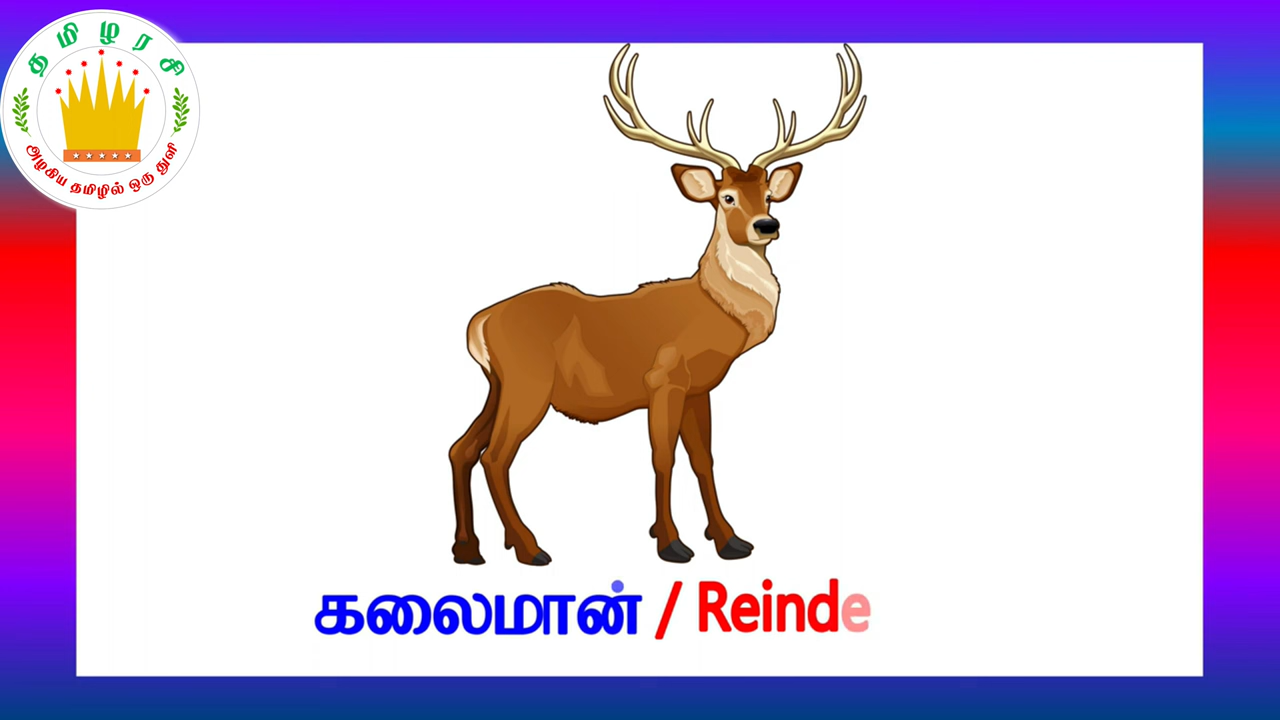 தமிழரசி
அழகிய தமிழில் ஒரு துளி
கலைமான் / Reinde